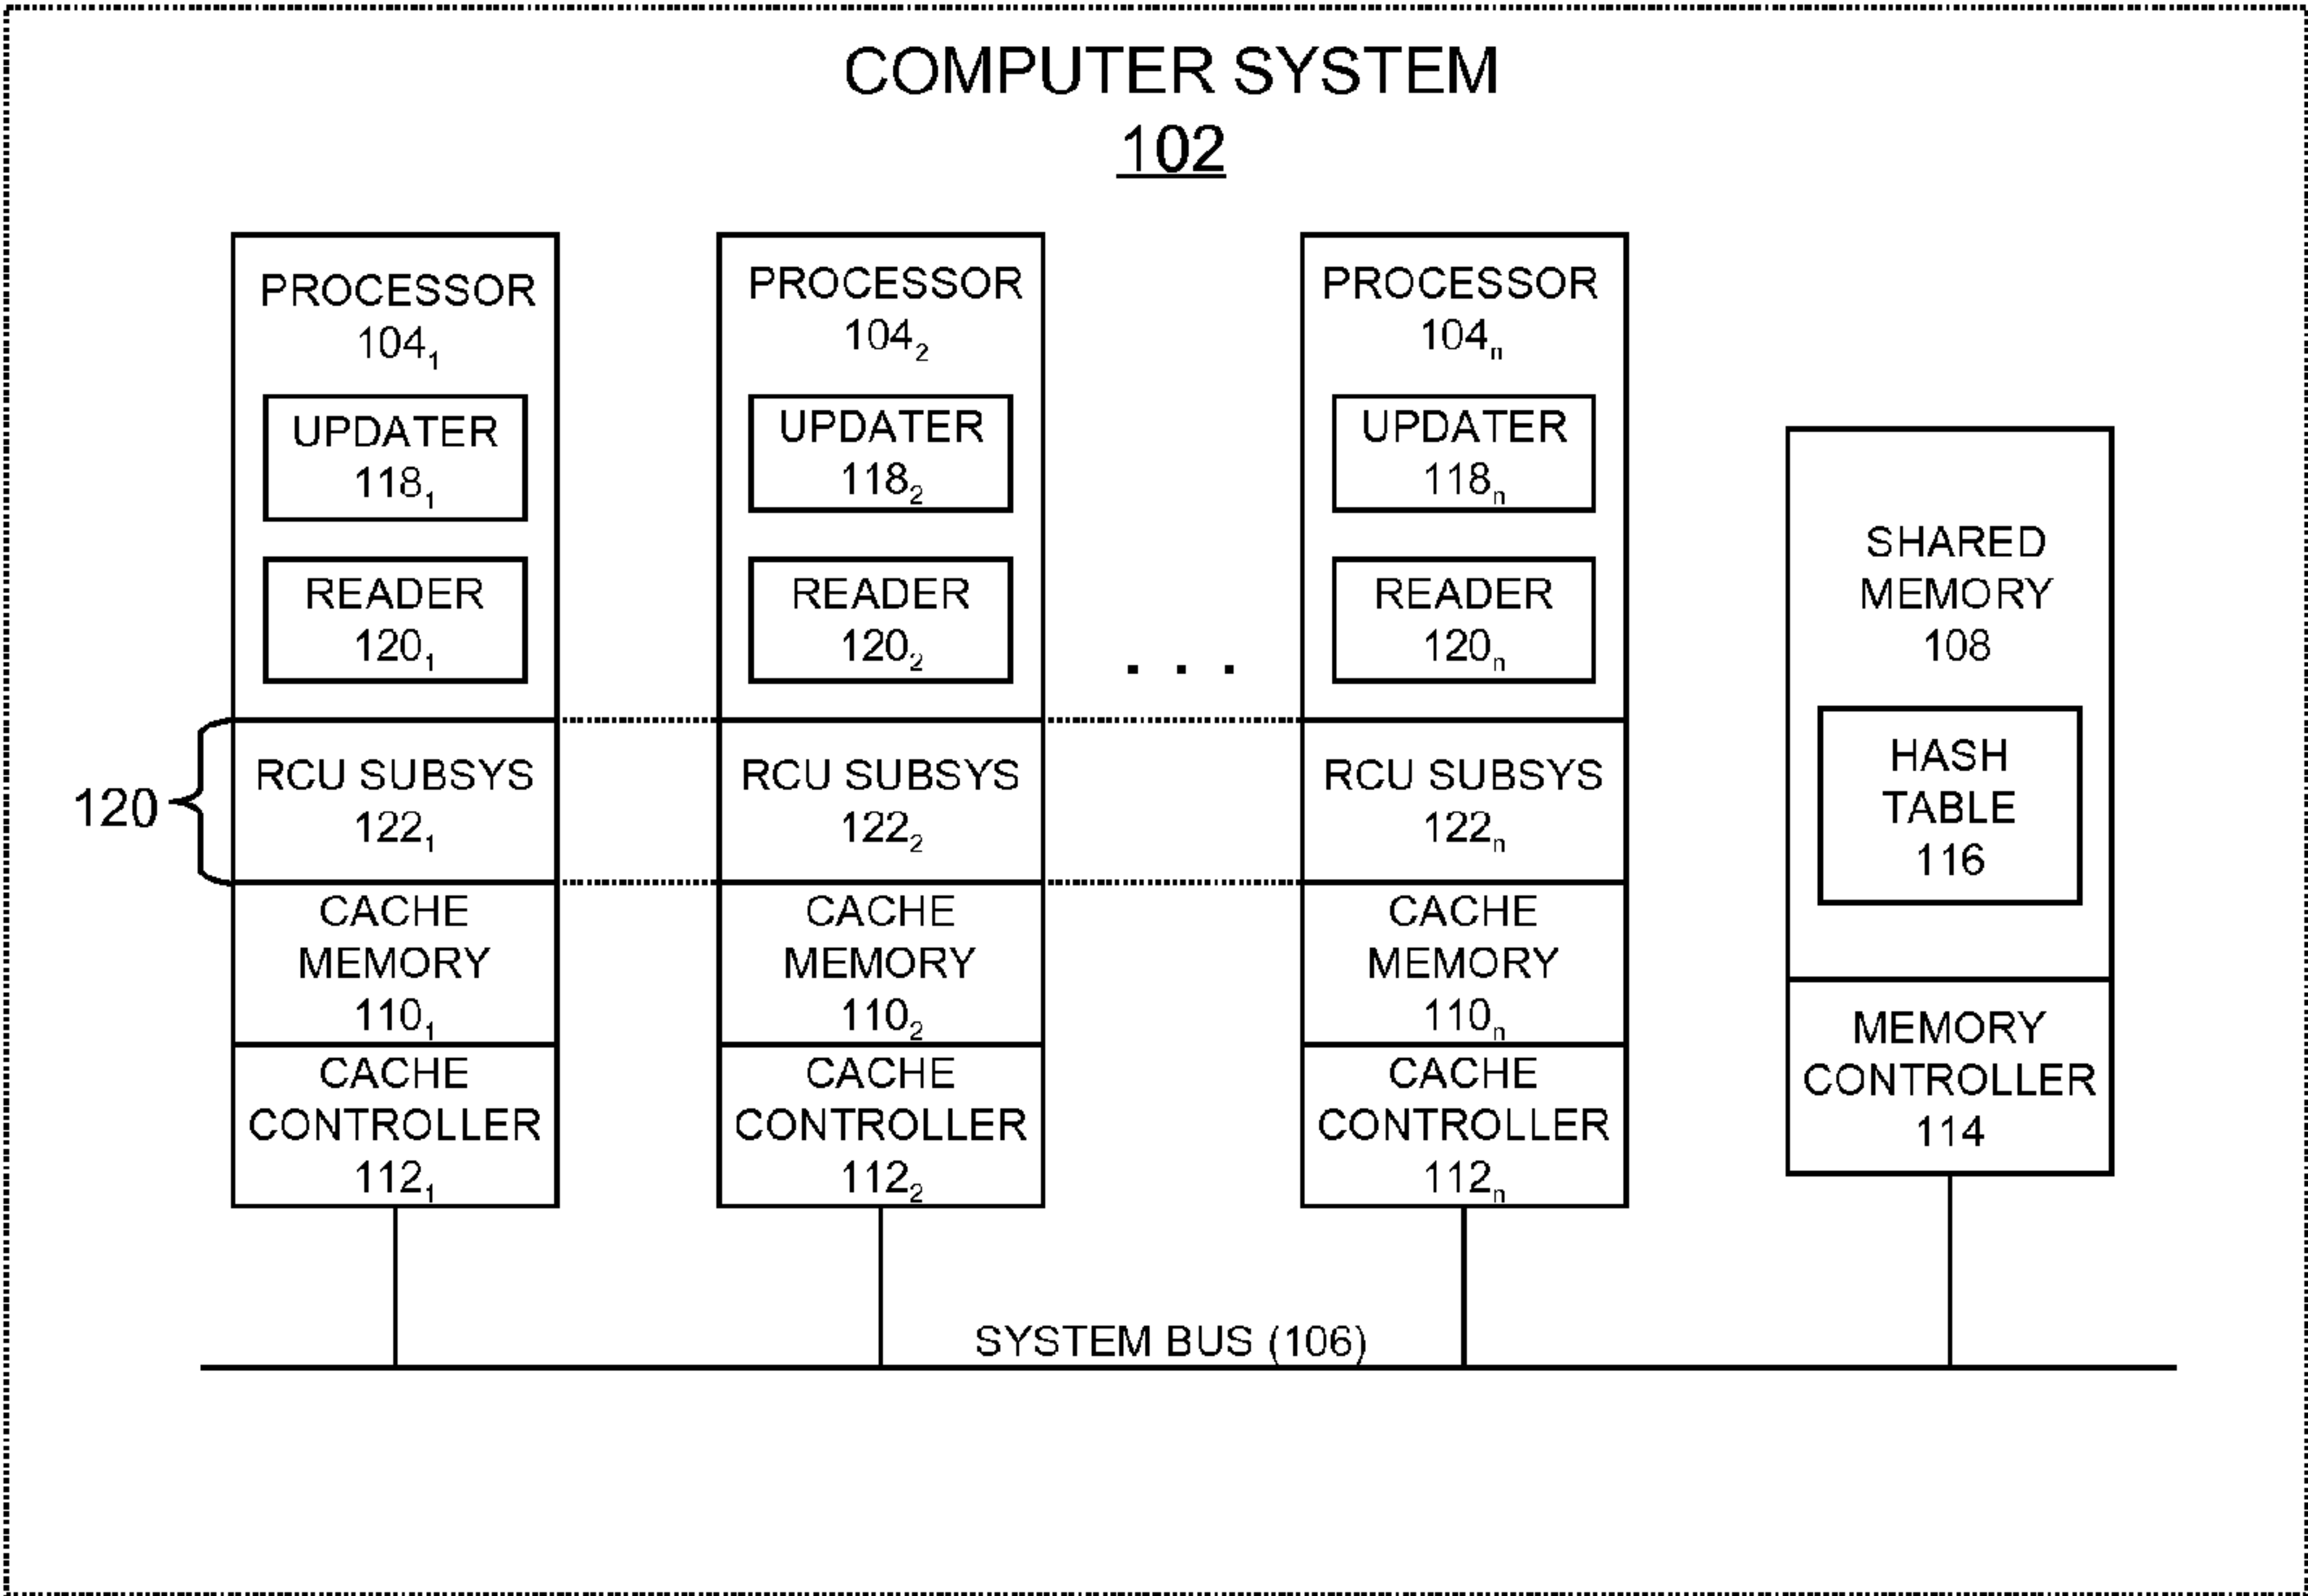 COMPUTER SYSTEM
102
PROCESSOR
104₁
UPDATER
118₁
READER
120₁
RCU SUBSYS
122₁
CACHE
MEMORY
110₁
CACHE
CONTROLLER
112₁
PROCESSOR
104₂
UPDATER
118₂
READER
120₂
RCU SUBSYS
122₂
CACHE
MEMORY
110₂
CACHE
CONTROLLER
112₂
. . .
PROCESSOR
104ₙ
UPDATER
118ₙ
READER
120ₙ
RCU SUBSYS
122ₙ
CACHE
MEMORY
110ₙ
CACHE
CONTROLLER
112ₙ
SHARED
MEMORY
108
HASH
TABLE
116
MEMORY
CONTROLLER
114
120
SYSTEM BUS (106)